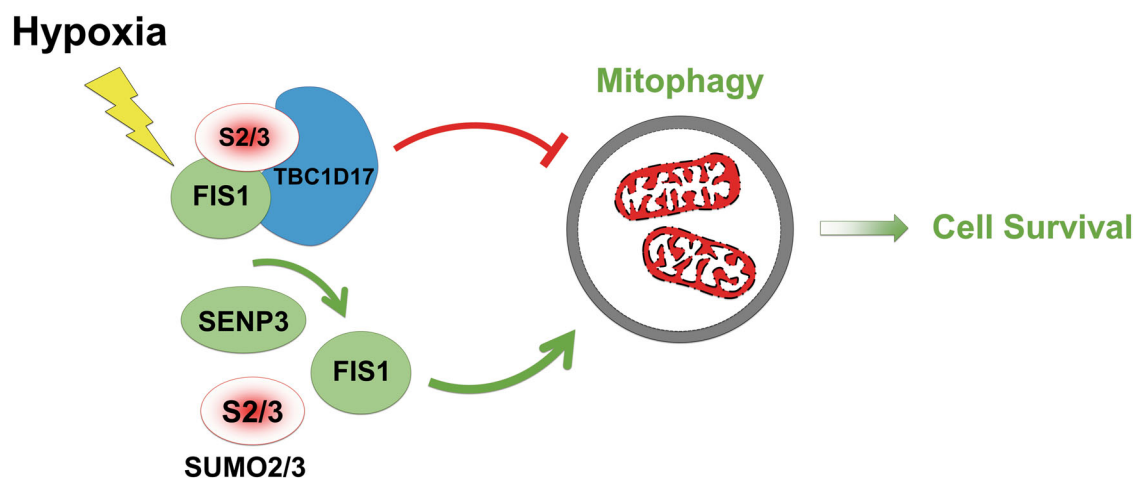 Hypoxia
Mitophagy
S2/3
TBC1D17
FIS1
Cell Survival
SENP3
FIS1
S2/3
SUMO2/3